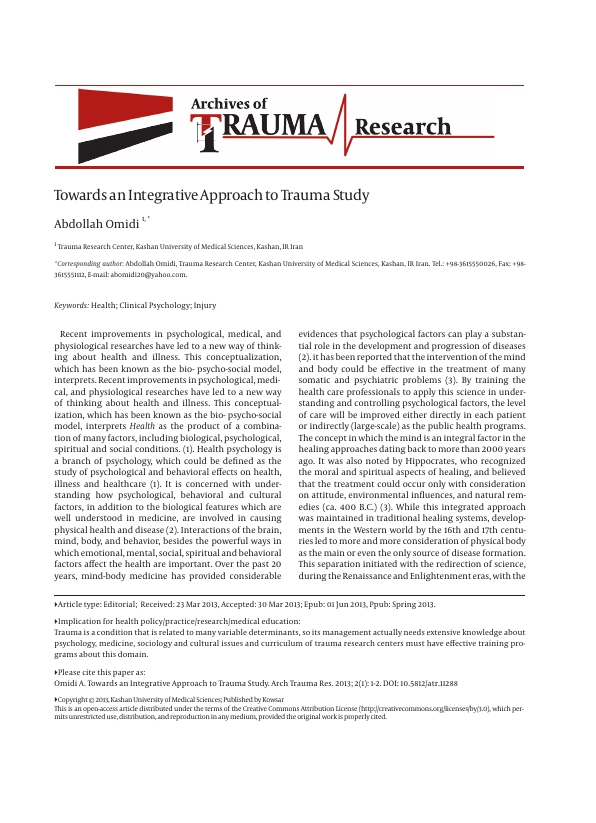 Archives of
TRAUMA Research
Towards an Integrative Approach to Trauma Study
Abdollah Omidi 1, *
1 Trauma Research Center, Kashan University of Medical Sciences, Kashan, IR Iran
*Corresponding author: Abdollah Omidi, Trauma Research Center, Kashan University of Medical Sciences, Kashan, IR Iran. Tel.: +98-3615550026, Fax: +98-
3615551112, E-mail: abomidi20@yahoo.com.
Keywords: Health; Clinical Psychology; Injury
Recent improvements in psychological, medical, and
physiological researches have led to a new way of think-
ing about health and illness. This conceptualization,
which has been known as the bio- psycho-social model,
interprets. Recent improvements in psychological, medi-
cal, and physiological researches have led to a new way
of thinking about health and illness. This conceptual-
ization, which has been known as the bio- psycho-social
model, interprets Health as the product of a combina-
tion of many factors, including biological, psychological,
spiritual and social conditions. (1). Health psychology is
a branch of psychology, which could be defined as the
study of psychological and behavioral effects on health,
illness and healthcare (1). It is concerned with under-
standing how psychological, behavioral and cultural
factors, in addition to the biological features which are
well understood in medicine, are involved in causing
physical health and disease (2). Interactions of the brain,
mind, body, and behavior, besides the powerful ways in
which emotional, mental, social, spiritual and behavioral
factors affect the health are important. Over the past 20
years, mind-body medicine has provided considerable
evidences that psychological factors can play a substan-
tial role in the development and progression of diseases
(2). it has been reported that the intervention of the mind
and body could be effective in the treatment of many
somatic and psychiatric problems (3). By training the
health care professionals to apply this science in under-
standing and controlling psychological factors, the level
of care will be improved either directly in each patient
or indirectly (large-scale) as the public health programs.
The concept in which the mind is an integral factor in the
healing approaches dating back to more than 2000 years
ago. It was also noted by Hippocrates, who recognized
the moral and spiritual aspects of healing, and believed
that the treatment could occur only with consideration
on attitude, environmental influences, and natural rem-
edies (ca. 400 B.C.) (3). While this integrated approach
was maintained in traditional healing systems, develop-
ments in the Western world by the 16th and 17th centu-
ries led to more and more consideration of physical body
as the main or even the only source of disease formation.
This separation initiated with the redirection of science,
during the Renaissance and Enlightenment eras, with the
Article type: Editorial; Received: 23 Mar 2013, Accepted: 30 Mar 2013; Epub: 01 Jun 2013, Ppub: Spring 2013.
Implication for health policy/practice/research/medical education:
Trauma is a condition that is related to many variable determinants, so its management actually needs extensive knowledge about
psychology, medicine, sociology and cultural issues and curriculum of trauma research centers must have effective training pro-
grams about this domain.
Please cite this paper as:
Omidi A. Towards an Integrative Approach to Trauma Study. Arch Trauma Res. 2013; 2(1): 1-2. DOI: 10.5812/atr.11288
Copyright © 2013, Kashan University of Medical Sciences; Published by Kowsar
This is an open-access article distributed under the terms of the Creative Commons Attribution License (http://creativecommons.org/licenses/by/3.0), which per-
mits unrestricted use, distribution, and reproduction in any medium, provided the original work is properly cited.